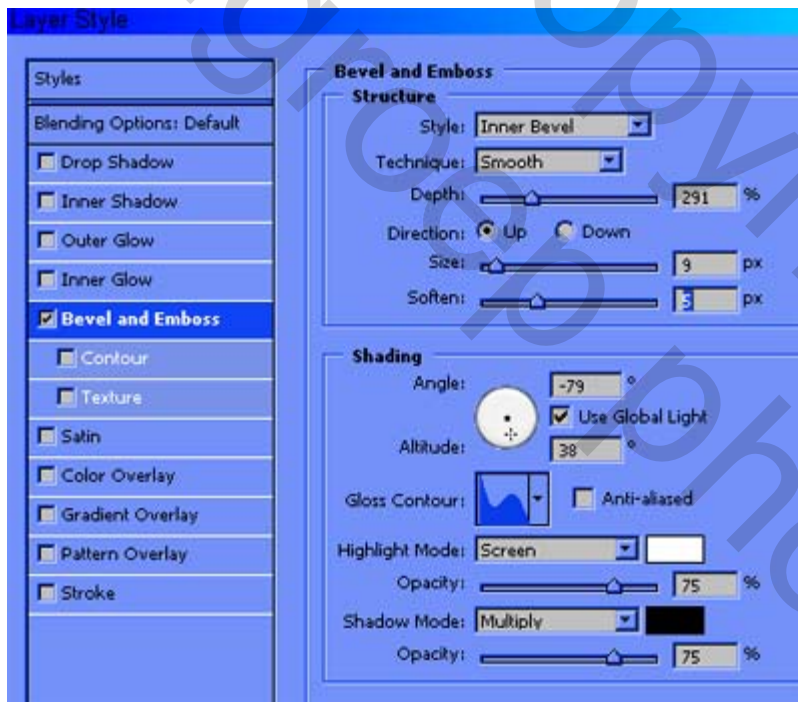 Layer Style
Styles
Blending Options: Default
Drop Shadow
Inner Shadow
Outer Glow
Inner Glow
Bevel and Emboss
Contour
Texture
Satin
Color Overlay
Gradient Overlay
Pattern Overlay
Stroke
Bevel and Emboss
Structure
Style: Inner Bevel
Technique: Smooth
Depth: 291 %
Direction: Up Down
Size: 9 px
Soften: 5 px
Shading
Angle: -79 °
Use Global Light
Altitude: 38 °
Gloss Contour: Anti-aliased
Highlight Mode: Screen
Opacity: 75 %
Shadow Mode: Multiply
Opacity: 75 %